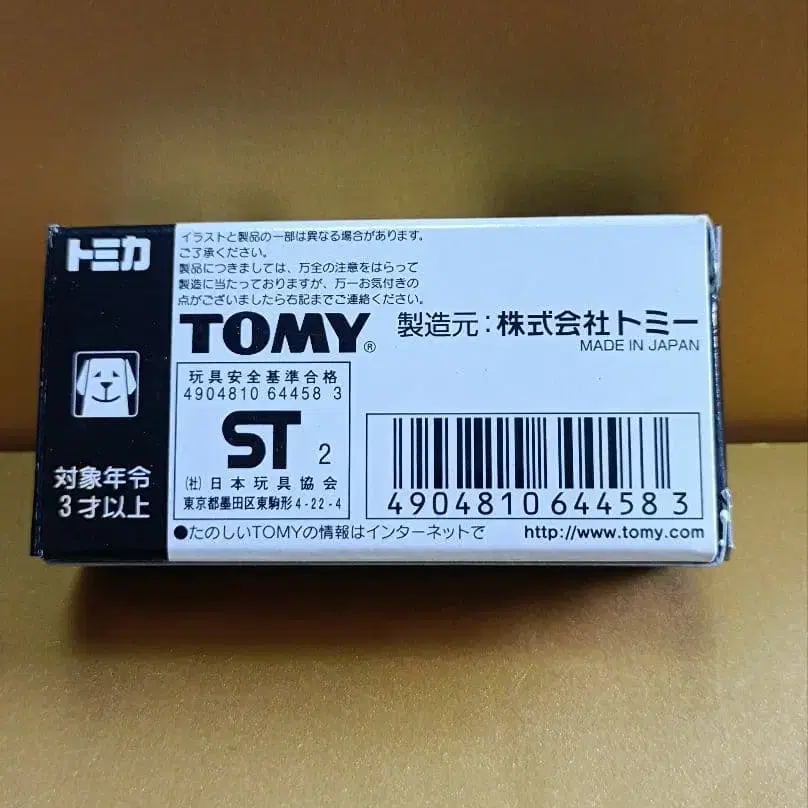 トミカ
対象年令
3才以上
イラストと製品の一部は異なる場合があります。
ご了承ください。
製品につきましては、万全の注意をはらって
製造に当たっておりますが、万一お気付きの
点がございましたら右記までご連絡ください。
TOMY® 製造元:株式会社トミー
MADE IN JAPAN
玩具安全基準合格
4904810 64458 3
ST 2
(社)日本玩具協会
東京都墨田区東駒形4-22-4
4904810644583
●たのしいTOMYの情報はインターネットで http://www.tomy.com